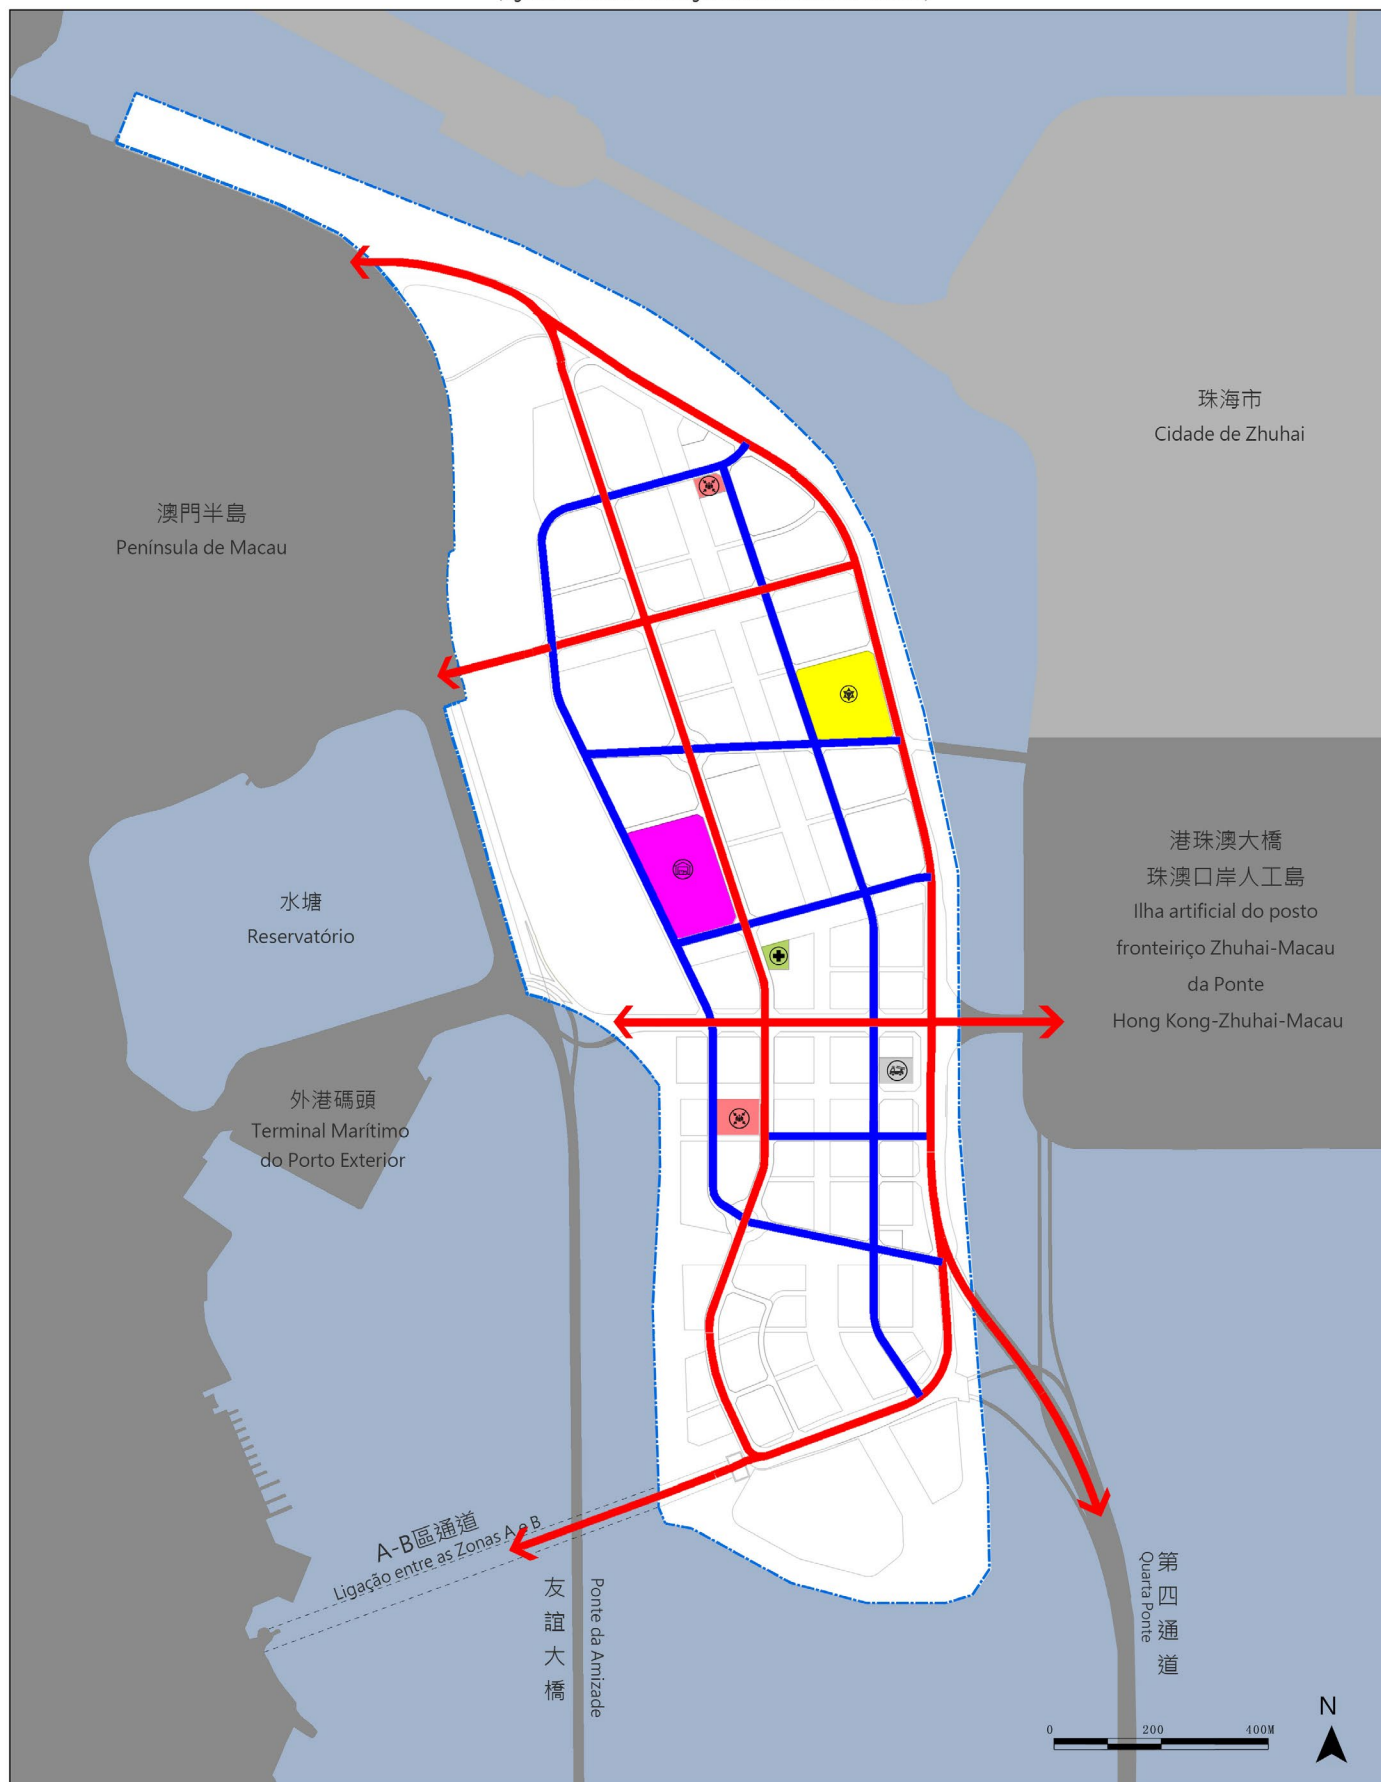 珠海市
Cidade de Zhuhai
澳門半島
Península de Macau
港珠澳大橋
珠澳口岸人工島
Ilha artificial do posto
fronteiriço Zhuhai-Macau
da Ponte
Hong Kong-Zhuhai-Macau
水塘
Reservatório
外港碼頭
Terminal Marítimo
do Porto Exterior
A-B區通道
Ligação entre as Zonas A e B
友誼大橋
Ponte da Amizade
第四通道
Quarta Ponte
N
0 200 400M